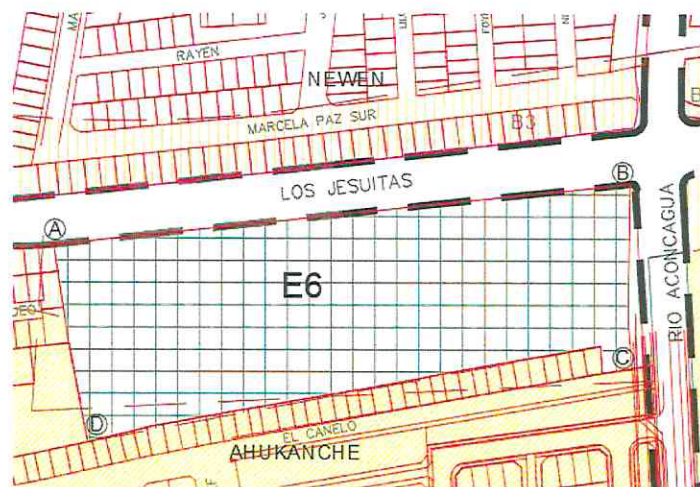 RAYEN
NEWEN
MARCELA PAZ SUR
B3
LOS JESUITAS
A
B
E6
RIO ACONCAGUA
C
D
EL CANELO
AHUKANCHE